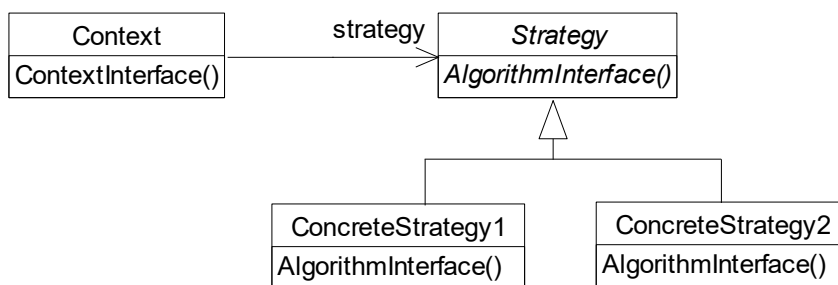 Context
ContextInterface()
strategy
Strategy
AlgorithmInterface()
ConcreteStrategy1
AlgorithmInterface()
ConcreteStrategy2
AlgorithmInterface()